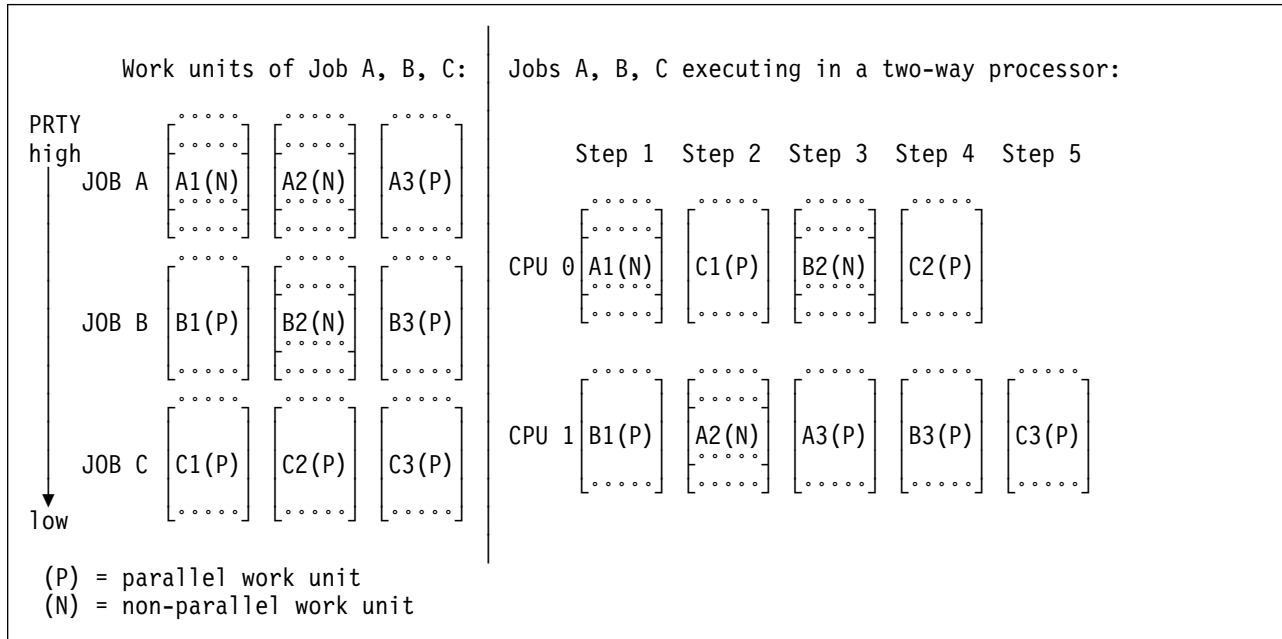 Work units of Job A, B, C:
Jobs A, B, C executing in a two-way processor:
PRTY
high
JOB A A1(N) A2(N) A3(P)
JOB B B1(P) B2(N) B3(P)
JOB C C1(P) C2(P) C3(P)
low
Step 1 Step 2 Step 3 Step 4 Step 5
CPU 0 A1(N) C1(P) B2(N) C2(P)
CPU 1 B1(P) A2(N) A3(P) B3(P) C3(P)
(P) = parallel work unit
(N) = non-parallel work unit